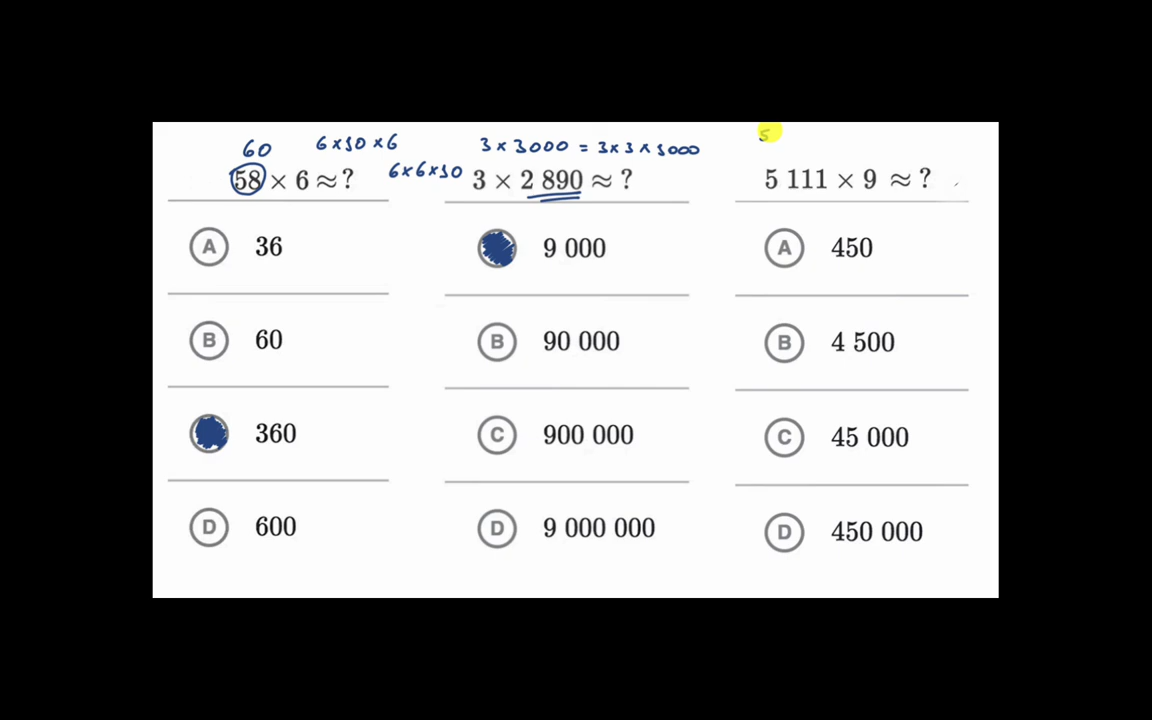 60
6 × 10 × 6
58 × 6 ≈ ?
6 × 6 × 10
A 36
B 60
360
D 600
3 × 3000 = 3 × 3 × 1000
3 × 2 890 ≈ ?
9 000
B 90 000
C 900 000
D 9 000 000
5
5 111 × 9 ≈ ?
A 450
B 4 500
C 45 000
D 450 000